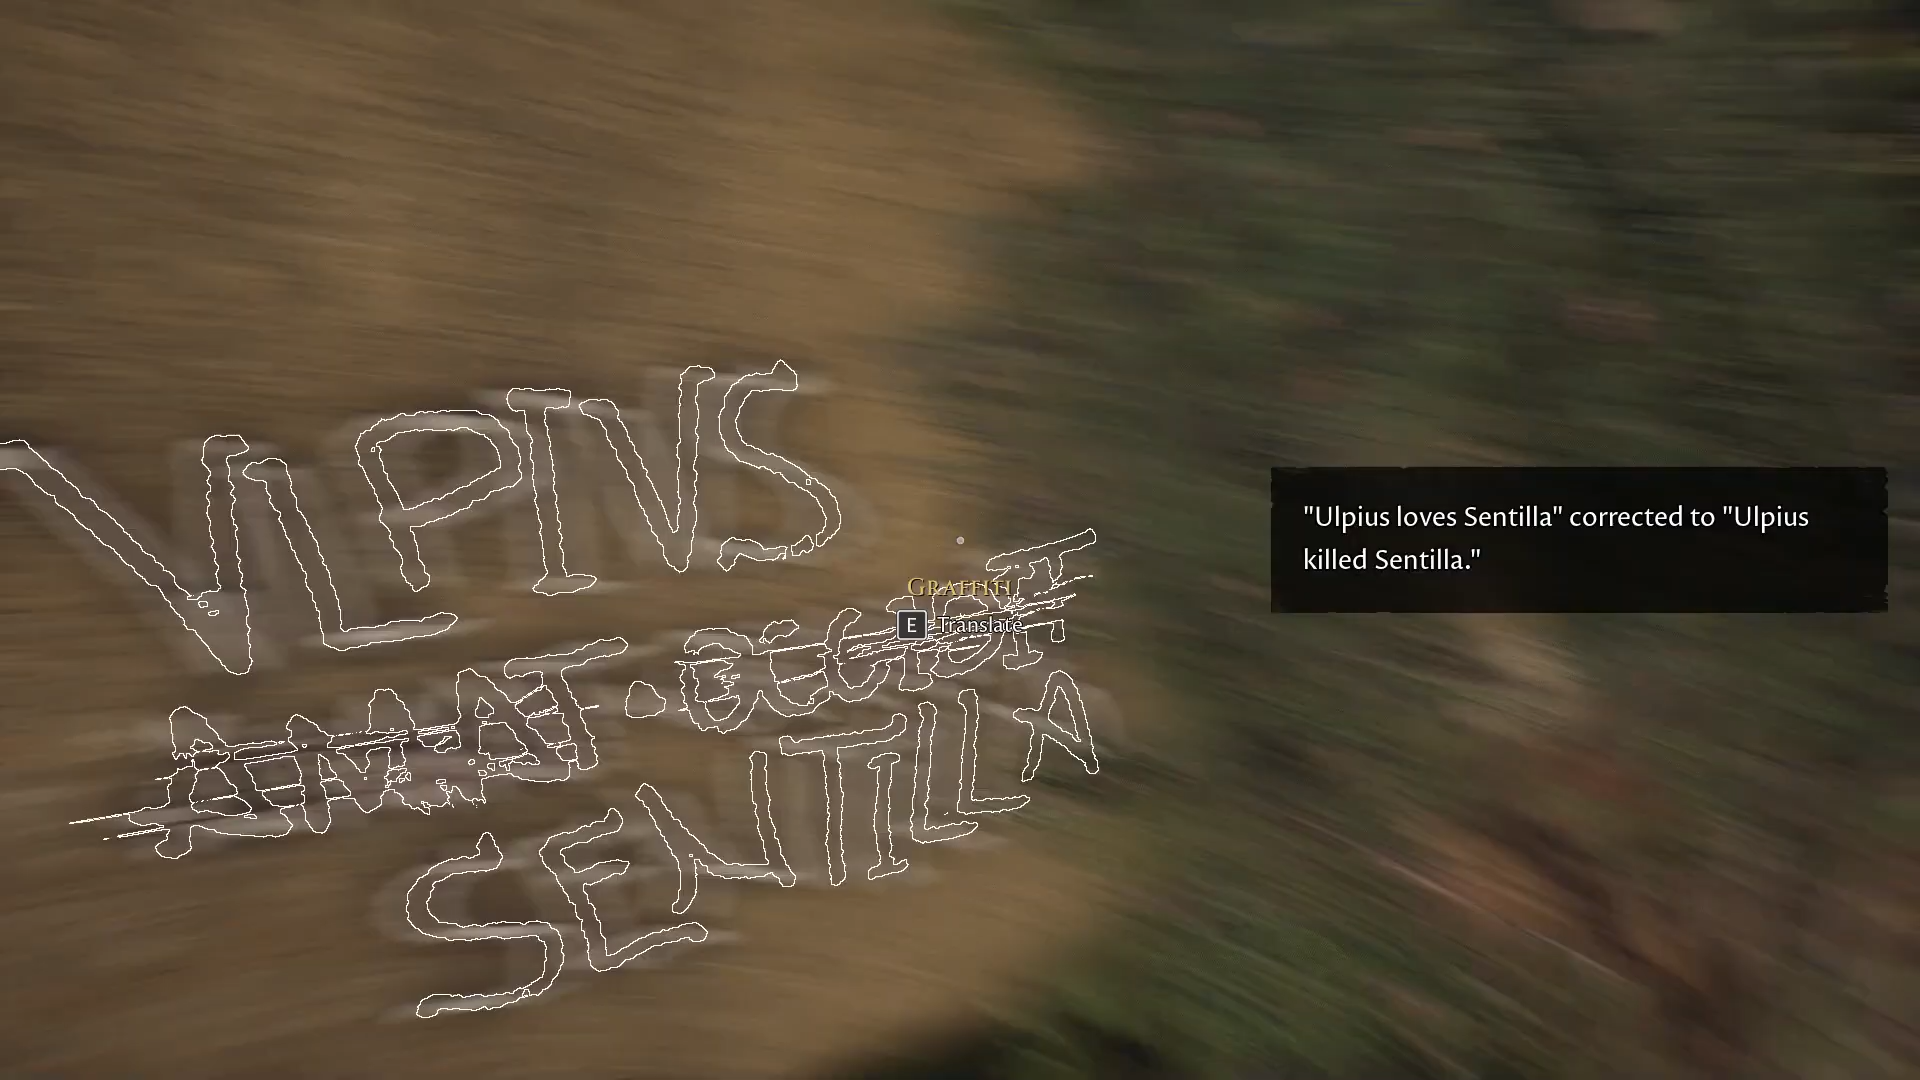 VLPIVS
AMAT. OCCIDIT
SENTILLA
GRAFFITI
E Translate
"Ulpius loves Sentilla" corrected to "Ulpius
killed Sentilla."